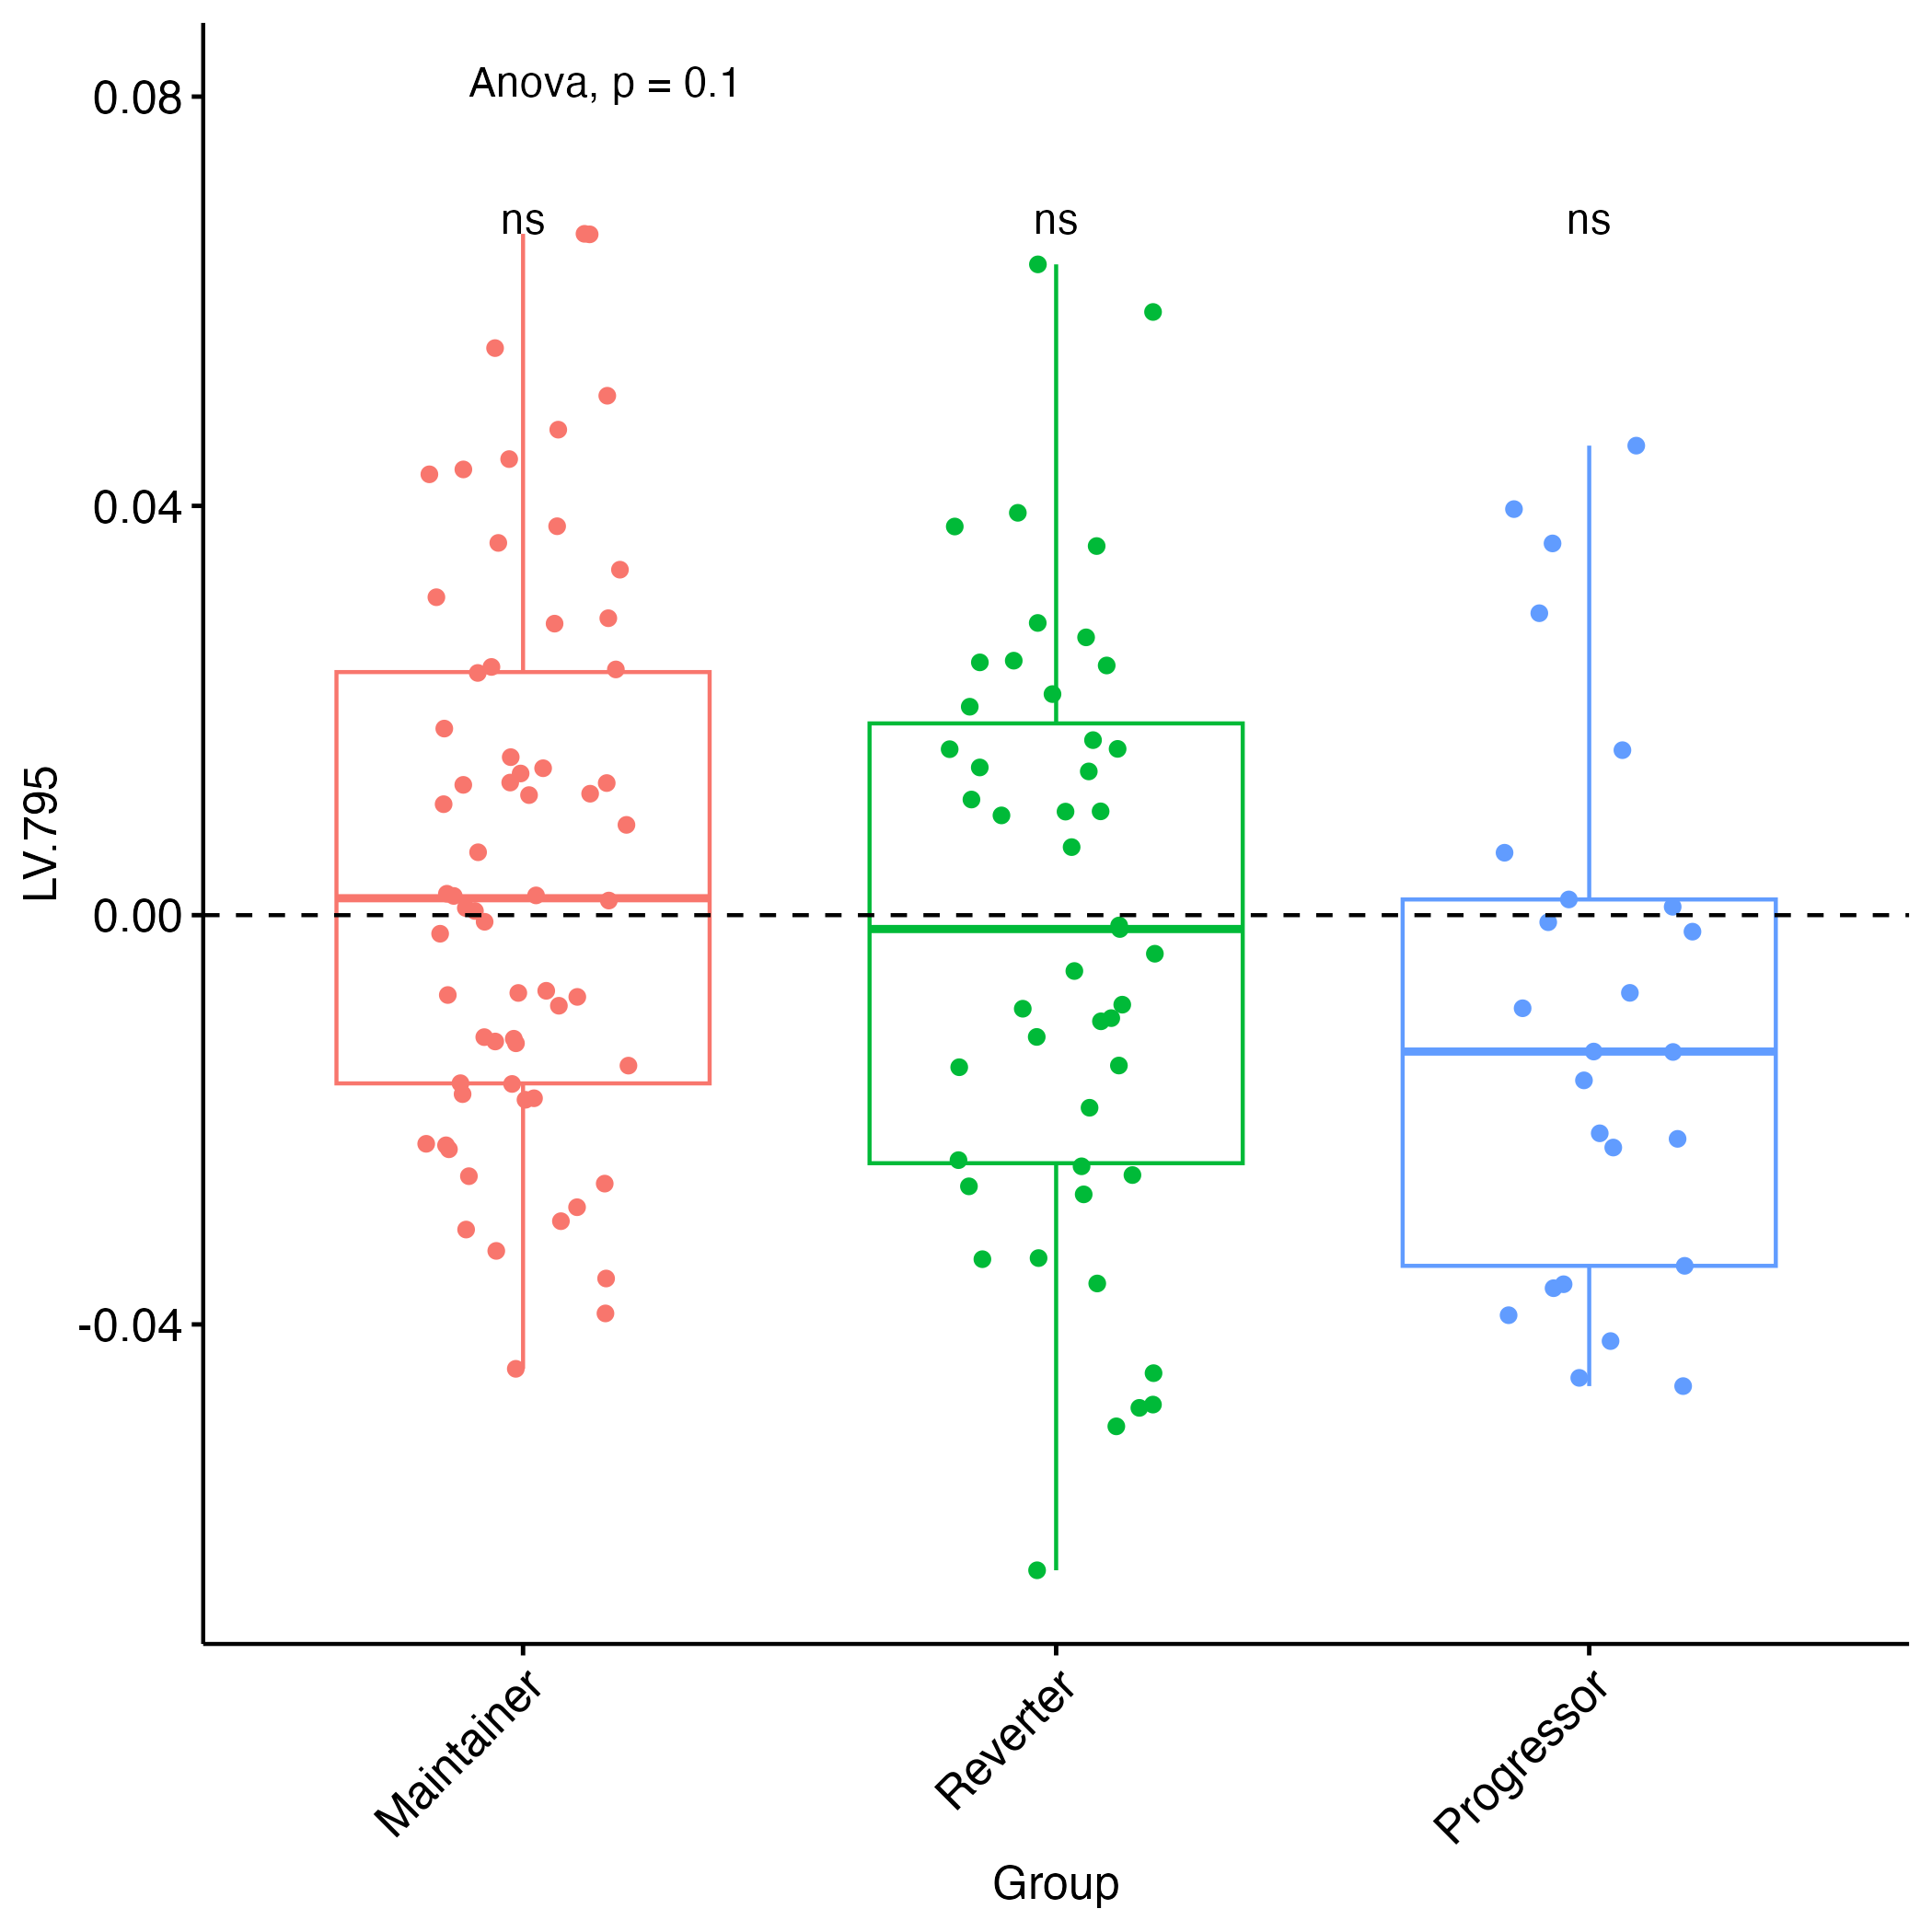 Anova, p = 0.1
0.08
ns ns ns
0.04
LV.795
0.00
-0.04
Maintainer
Reverter
Progressor
Group